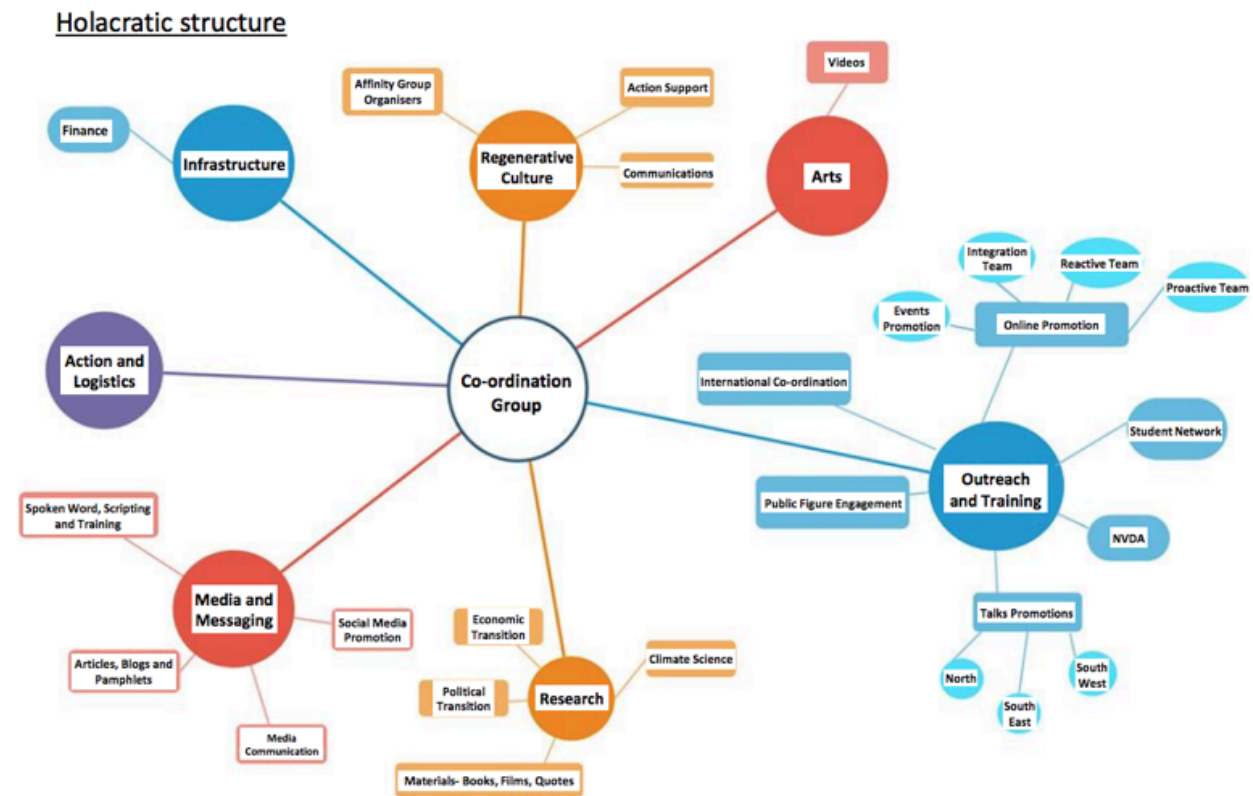 Holacratic structure
Videos
Affinity Group
Organisers
Action Support
Finance
Infrastructure
Regenerative
Culture
Communications
Arts
Integration
Team
Reactive Team
Proactive Team
Events
Promotion
Online Promotion
Action and
Logistics
Co-ordination
Group
International Co-ordination
Student Network
Outreach
and Training
Public Figure Engagement
NVDA
Spoken Word, Scripting
and Training
Media and
Messaging
Social Media
Promotion
Articles, Blogs and
Pamphlets
Media
Communication
Economic
Transition
Climate Science
Political
Transition
Research
Materials- Books, Films, Quotes
Talks Promotions
North
South
East
South
West